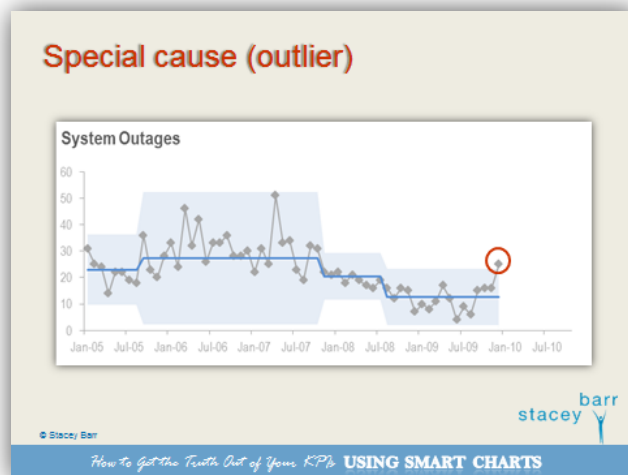 Special cause (outlier)
System Outages
60
50
40
30
20
10
0
Jan-05 Jul-05 Jan-06 Jul-06 Jan-07 Jul-07 Jan-08 Jul-08 Jan-09 Jul-09 Jan-10 Jul-10
stacey barr
© Stacey Barr
How to Get the Truth Out of Your KPIs USING SMART CHARTS